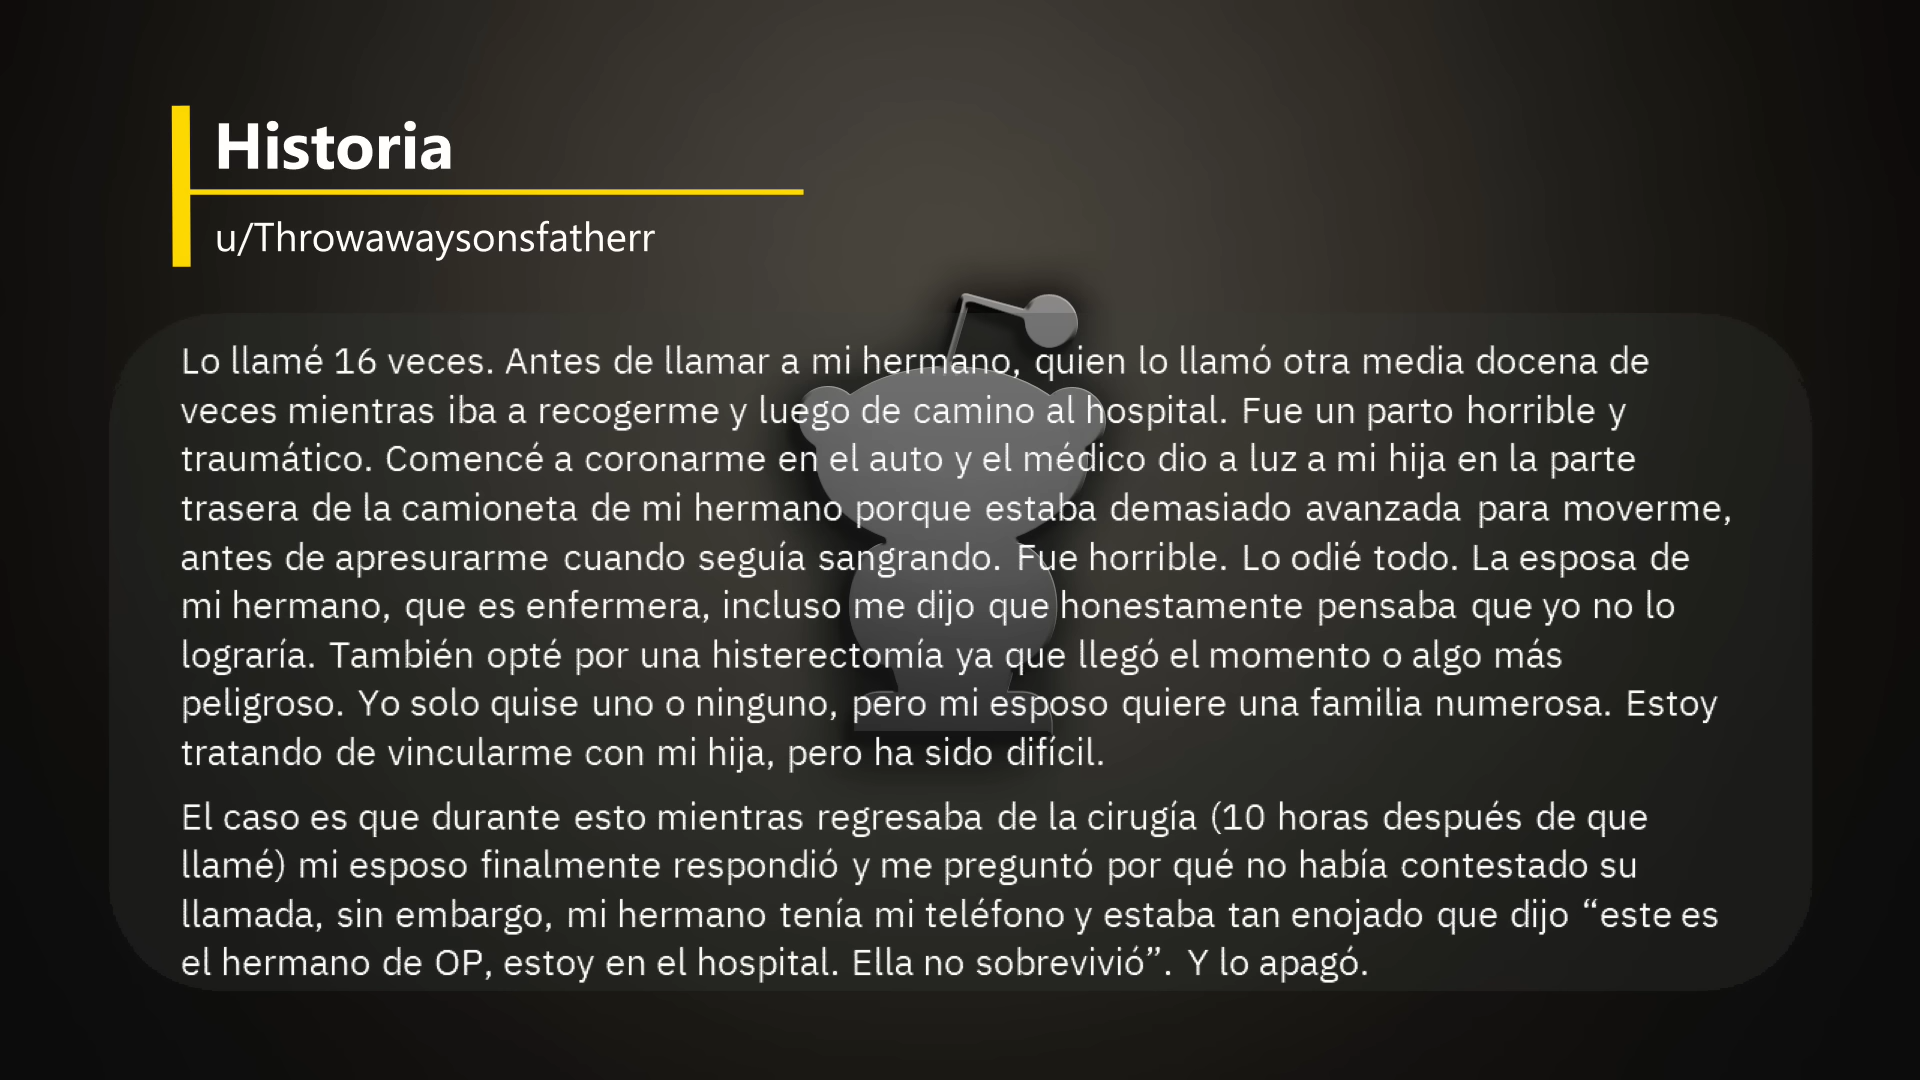 Historia
u/Throwawaysonsfatherr
Lo llamé 16 veces. Antes de llamar a mi hermano, quien lo llamó otra media docena de
veces mientras iba a recogerme y luego de camino al hospital. Fue un parto horrible y
traumático. Comencé a coronarme en el auto y el médico dio a luz a mi hija en la parte
trasera de la camioneta de mi hermano porque estaba demasiado avanzada para moverme,
antes de apresurarme cuando seguía sangrando. Fue horrible. Lo odié todo. La esposa de
mi hermano, que es enfermera, incluso me dijo que honestamente pensaba que yo no lo
lograría. También opté por una histerectomía ya que llegó el momento o algo más
peligroso. Yo solo quise uno o ninguno, pero mi esposo quiere una familia numerosa. Estoy
tratando de vincularme con mi hija, pero ha sido difícil.
El caso es que durante esto mientras regresaba de la cirugía (10 horas después de que
llamé) mi esposo finalmente respondió y me preguntó por qué no había contestado su
llamada, sin embargo, mi hermano tenía mi teléfono y estaba tan enojado que dijo “este es
el hermano de OP, estoy en el hospital. Ella no sobrevivió”. Y lo apagó.